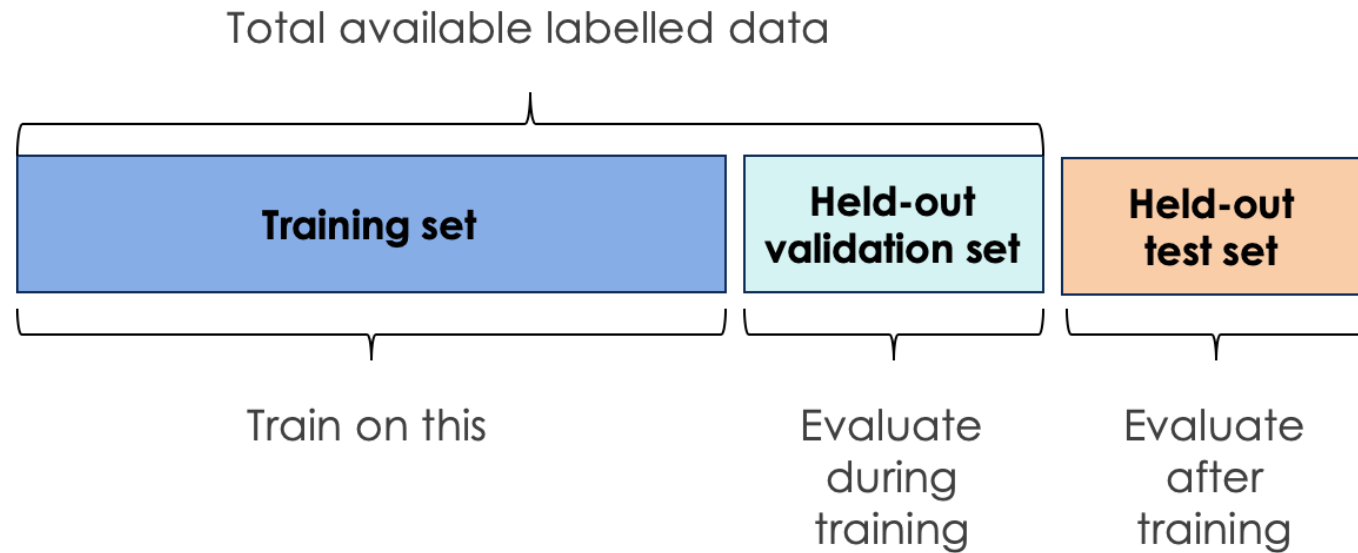 Total available labelled data
Training set
Held-out
validation set
Held-out
test set
Train on this
Evaluate
during
training
Evaluate
after
training